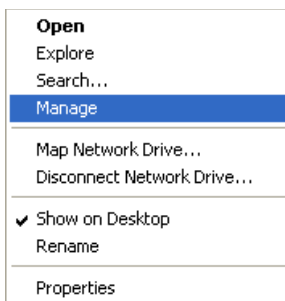 Open
Explore
Search...
Manage
Map Network Drive...
Disconnect Network Drive...
Show on Desktop
Rename
Properties